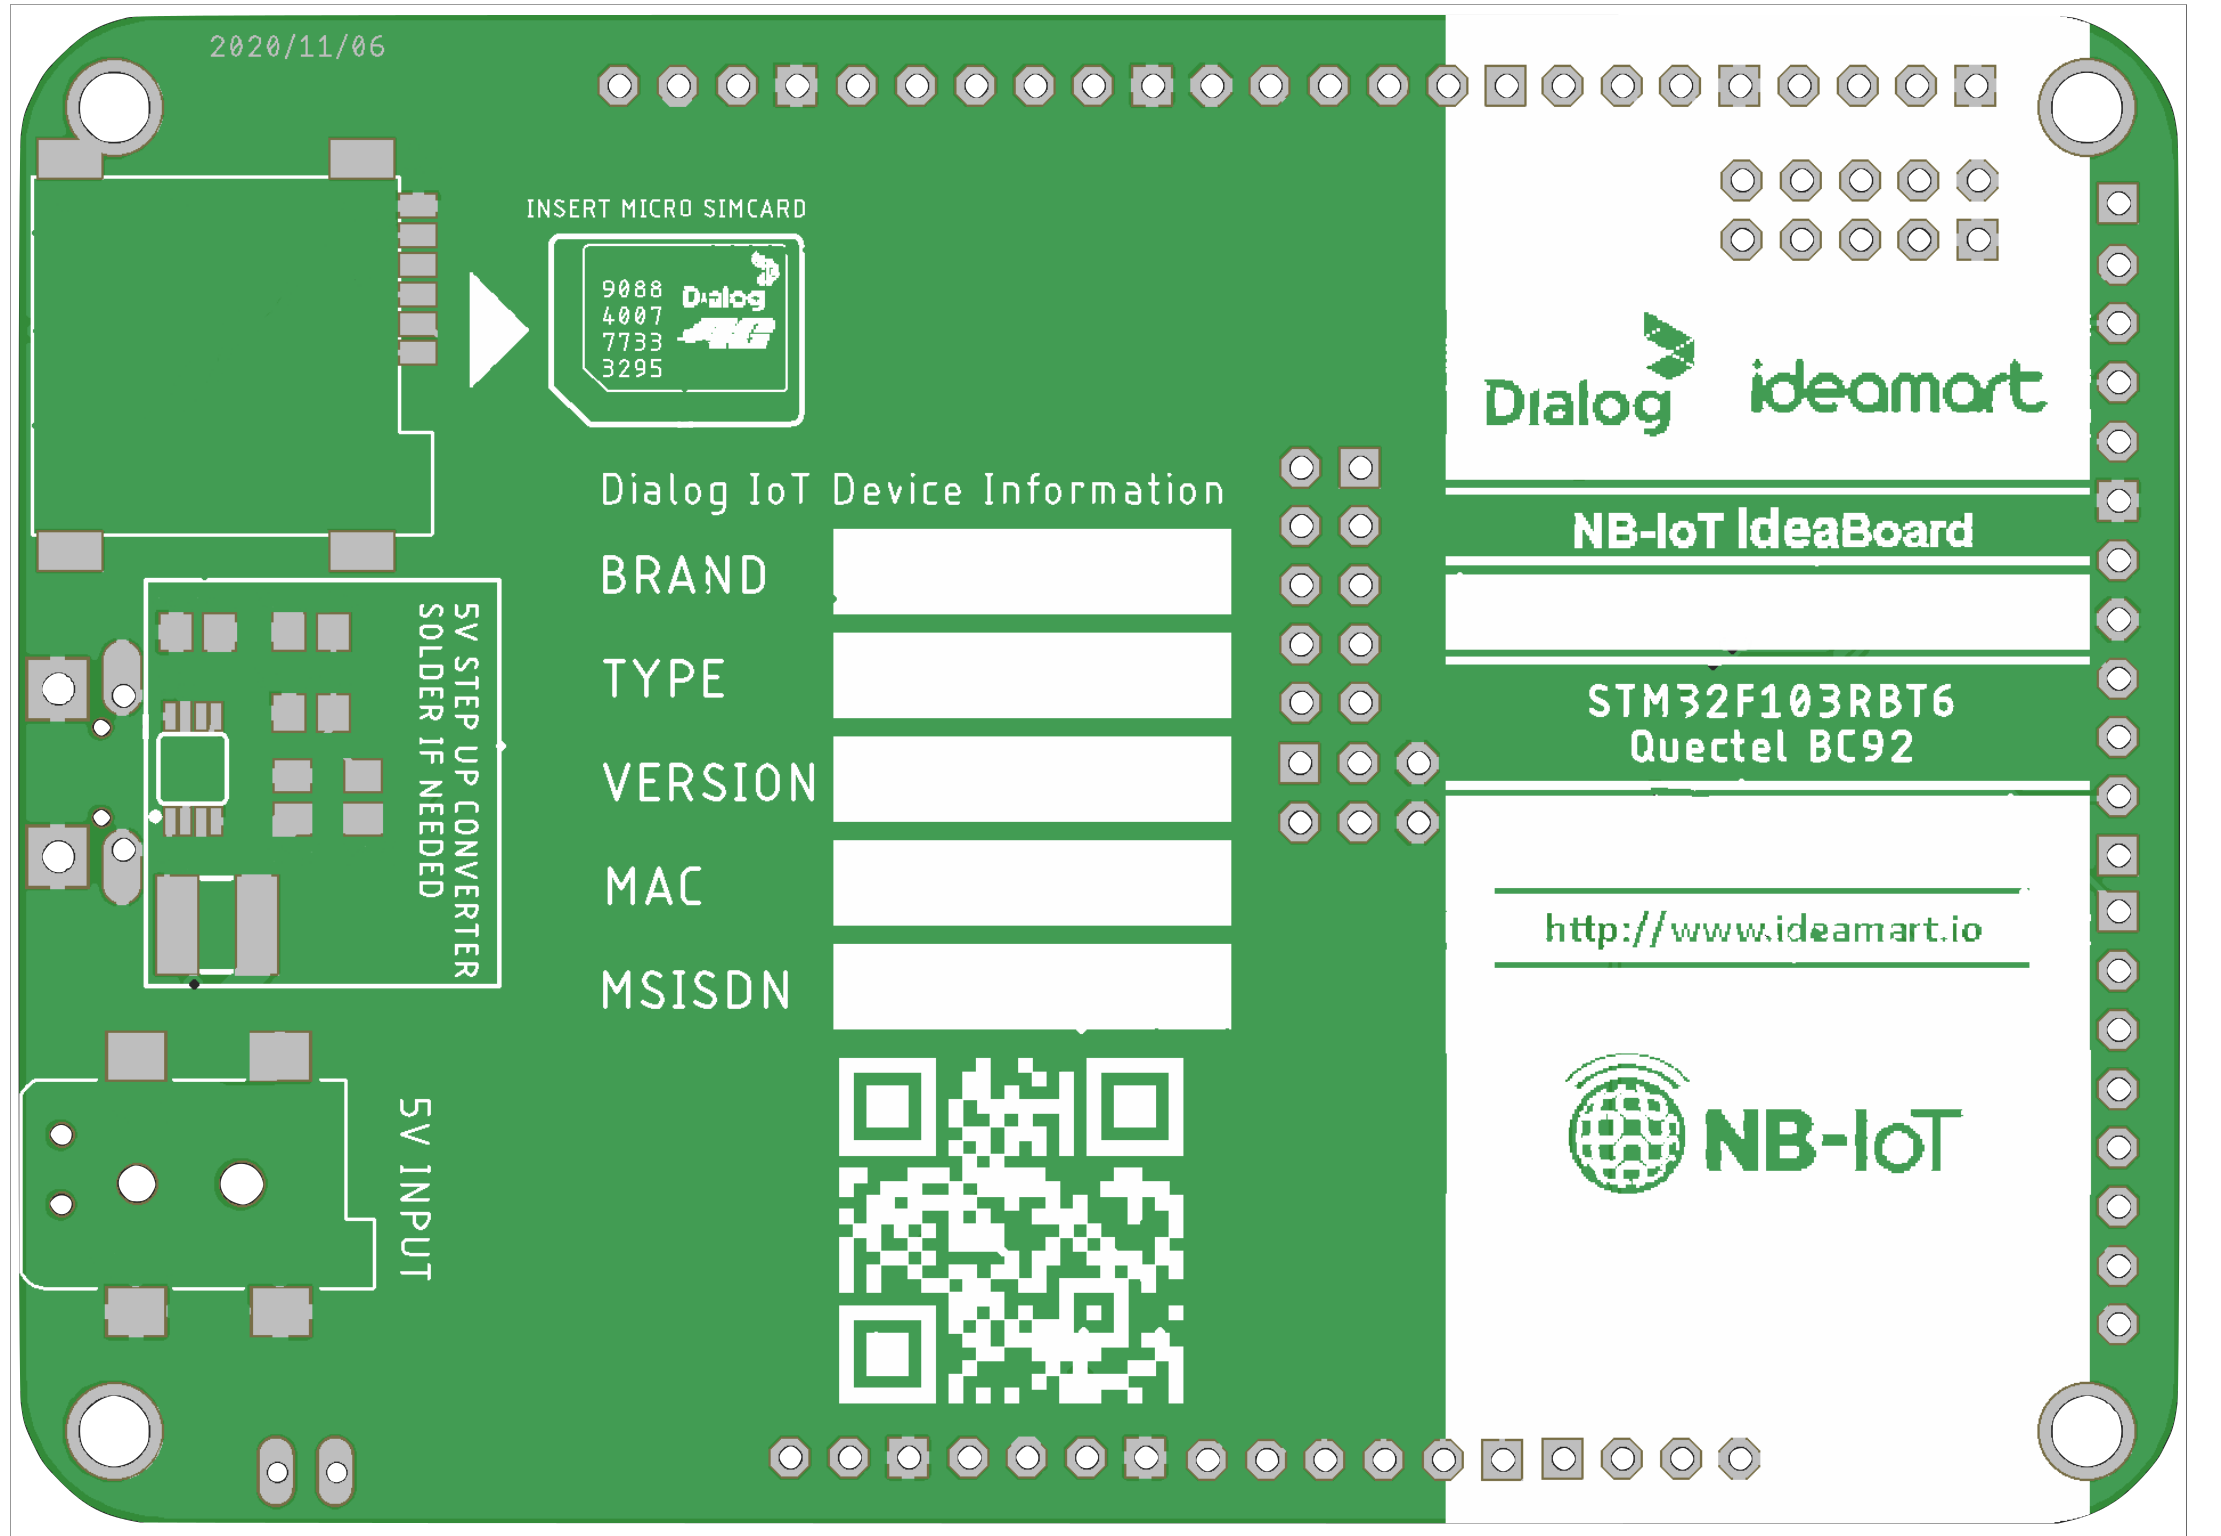 2020/11/06
INSERT MICRO SIMCARD
9088
4007
7733
3295
Dialog
Dialog
ideamart
Dialog IoT Device Information
BRAND
TYPE
VERSION
MAC
MSISDN
NB-IoT IdeaBoard
STM32F103RBT6
Quectel BC92
http://www.ideamart.io
NB-IoT
5V STEP UP CONVERTER
SOLDER IF NEEDED
5V INPUT